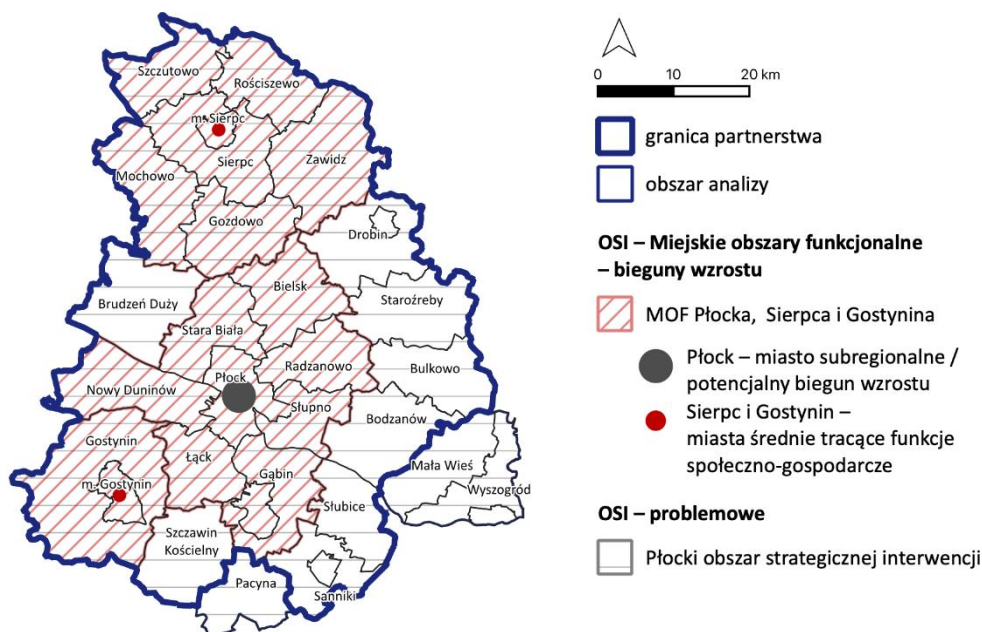 Szczutowo
Rościszewo
m. Sierpc
Sierpc
Zawidz
Mochowo
Gozdowo
Drobin
Bielsk
Brudzeń Duży
Staroźreby
Stara Biała
Radzanowo
Bulkowo
Płock
Nowy Duninów
Słupno
Bodzanów
Gostynin
Łąck
Gąbin
Mała Wieś
m. Gostynin
Wyszogród
Słubice
Szczawin
Kościelny
Pacyna
Sanniki
0 10 20 km
granica partnerstwa
obszar analizy
OSI – Miejskie obszary funkcjonalne
– bieguny wzrostu
MOF Płocka, Sierpca i Gostynina
Płock – miasto subregionalne /
potencjalny biegun wzrostu
Sierpc i Gostynin –
miasta średnie tracące funkcje
społeczno-gospodarcze
OSI – problemowe
Płocki obszar strategicznej interwencji